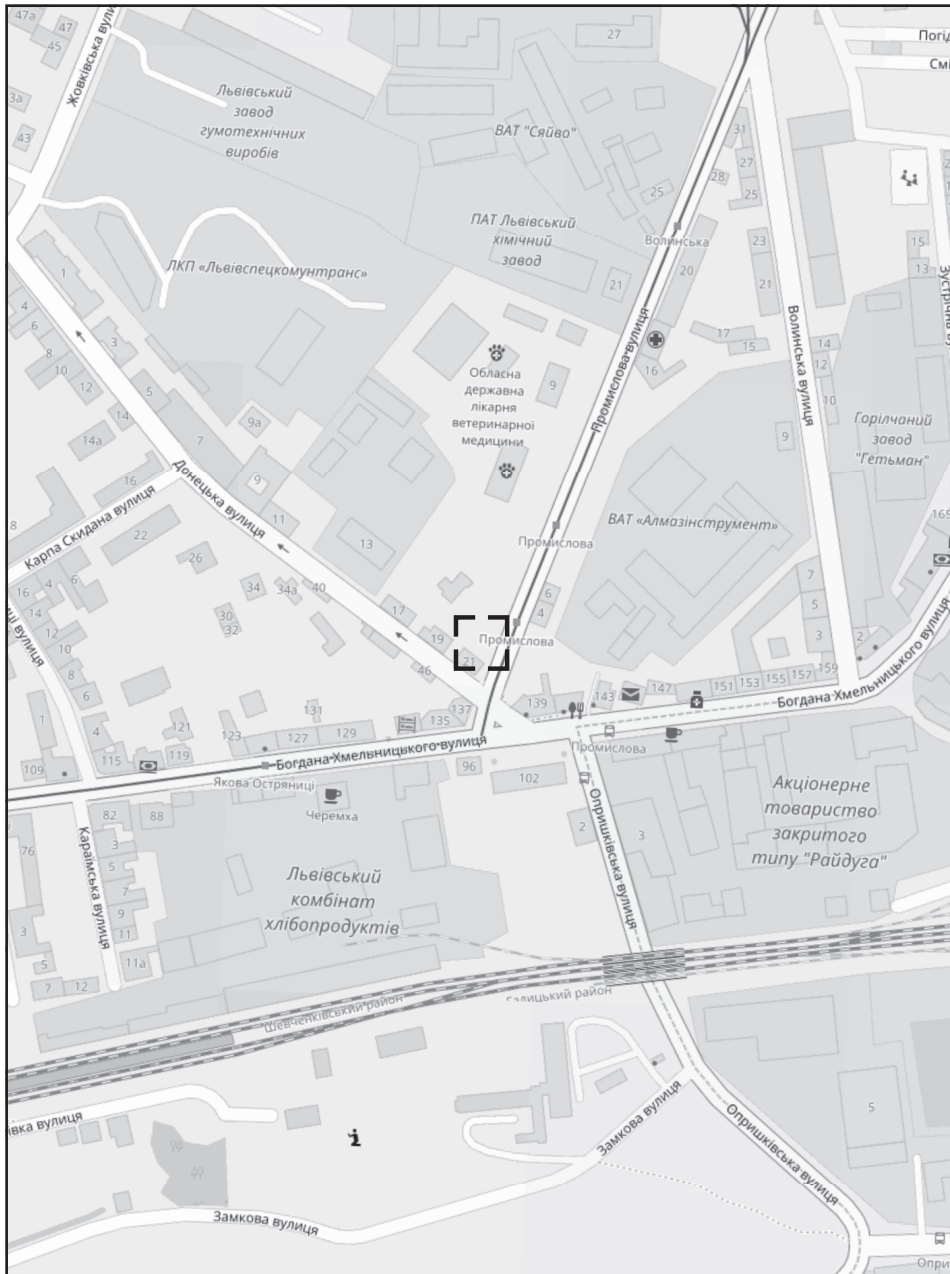 47а
47
45
Жовківська вулиця
3а
43
Львівський
завод
гумотехнічних
виробів
27
ВАТ "Сяйво"
31
27
25
28
25
Волинська
20
23
21
15
13
ПАТ Львівський
хімічний
завод
21
ЛКП «Львівспецкомунтранс»
1
4
6
8
10
12
3
5
14
14а
16
7
9а
9
11
13
Донецька вулиця
Карпа Скидана вулиця
22
26
30
32
34
34а
40
17
19
21
46
Обласна
державна
лікарня
ветеринарної
медицини
9
Промислова вулиця
16
17
15
14
12
10
9
Волинська вулиця
Горілчаний
завод
"Гетьман"
ВАТ «Алмазінструмент»
Промислова
6
4
Промислова
7
5
3
2
159
157
155
153
151
147
143
139
Богдана Хмельницького вулиця
16
14
12
10
8
6
4
4
6
1
109
115
119
121
123
127
131
129
135
137
Богдана Хмельницького вулиця
Якова Остряниці
Черемха
96
102
Промислова
2
3
Опришківська вулиця
Акціонерне
товариство
закритого
типу "Райдуга"
82
88
76
3
5
7
9
11
11а
12
7
5
3
Караїмська вулиця
Львівський
комбінат
хлібопродуктів
Шевченківський район
Галицький район
5
Замкова вулиця
Опришківська вулиця
Замкова вулиця